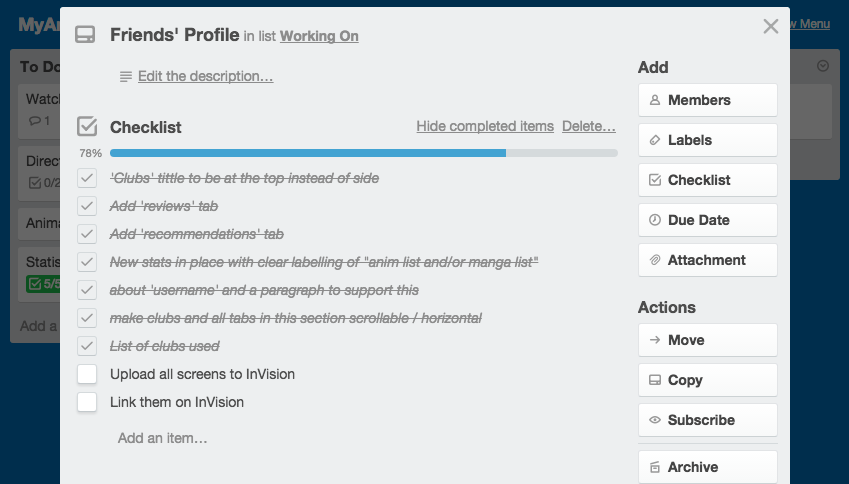 MyAn
w Menu
To Do
Watch
1
Direct
0/2
Anima
Statis
5/5
Add a
Friends' Profile in list Working On
Edit the description…
Checklist
Hide completed items Delete…
78%
'Clubs' tittle to be at the top instead of side
Add 'reviews' tab
Add 'recommendations' tab
New stats in place with clear labelling of "anim list and/or manga list"
about 'username' and a paragraph to support this
make clubs and all tabs in this section scrollable / horizontal
List of clubs used
Upload all screens to InVision
Link them on InVision
Add an item…
Add
Members
Labels
Checklist
Due Date
Attachment
Actions
Move
Copy
Subscribe
Archive